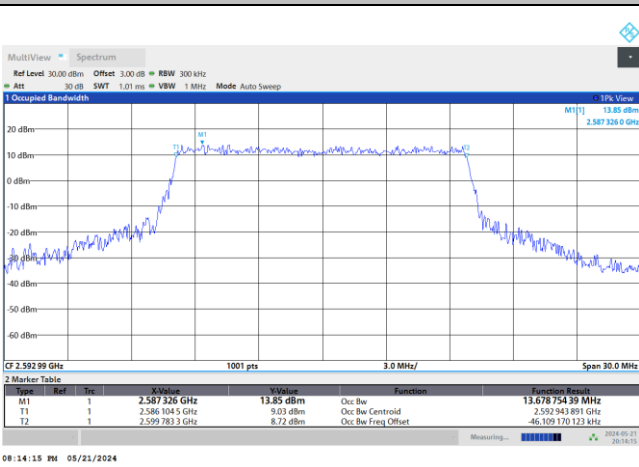 MultiView Spectrum
Ref Level 30.00 dBm Offset 3.00 dB RBW 300 kHz
Att 30 dB SWT 1.01 ms VBW 1 MHz Mode Auto Sweep
1 Occupied Bandwidth 1Pk View
M1[1] 13.85 dBm
2.587 326 0 GHz
20 dBm
M1
T1 T2
10 dBm
0 dBm
-10 dBm
-20 dBm
-30 dBm
-40 dBm
-50 dBm
-60 dBm
CF 2.592 99 GHz 1001 pts 3.0 MHz/ Span 30.0 MHz
2 Marker Table
Type Ref Trc X-Value Y-Value Function Function Result
M1 1 2.587 326 GHz 13.85 dBm Occ Bw 13.678 754 39 MHz
T1 1 2.586 104 5 GHz 9.03 dBm Occ Bw Centroid 2.592 943 891 GHz
T2 1 2.599 783 3 GHz 8.72 dBm Occ Bw Freq Offset -46.109 170 123 kHz
Measuring... 2024-05-21
20:14:15
08:14:15 PM 05/21/2024